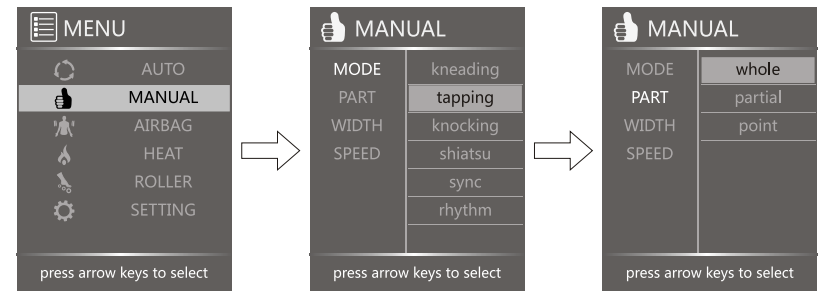 MENU
AUTO
MANUAL
AIRBAG
HEAT
ROLLER
SETTING
press arrow keys to select
MANUAL
MODE kneading
PART tapping
WIDTH knocking
SPEED shiatsu
sync
rhythm
press arrow keys to select
MANUAL
MODE whole
PART partial
WIDTH point
SPEED
press arrow keys to select